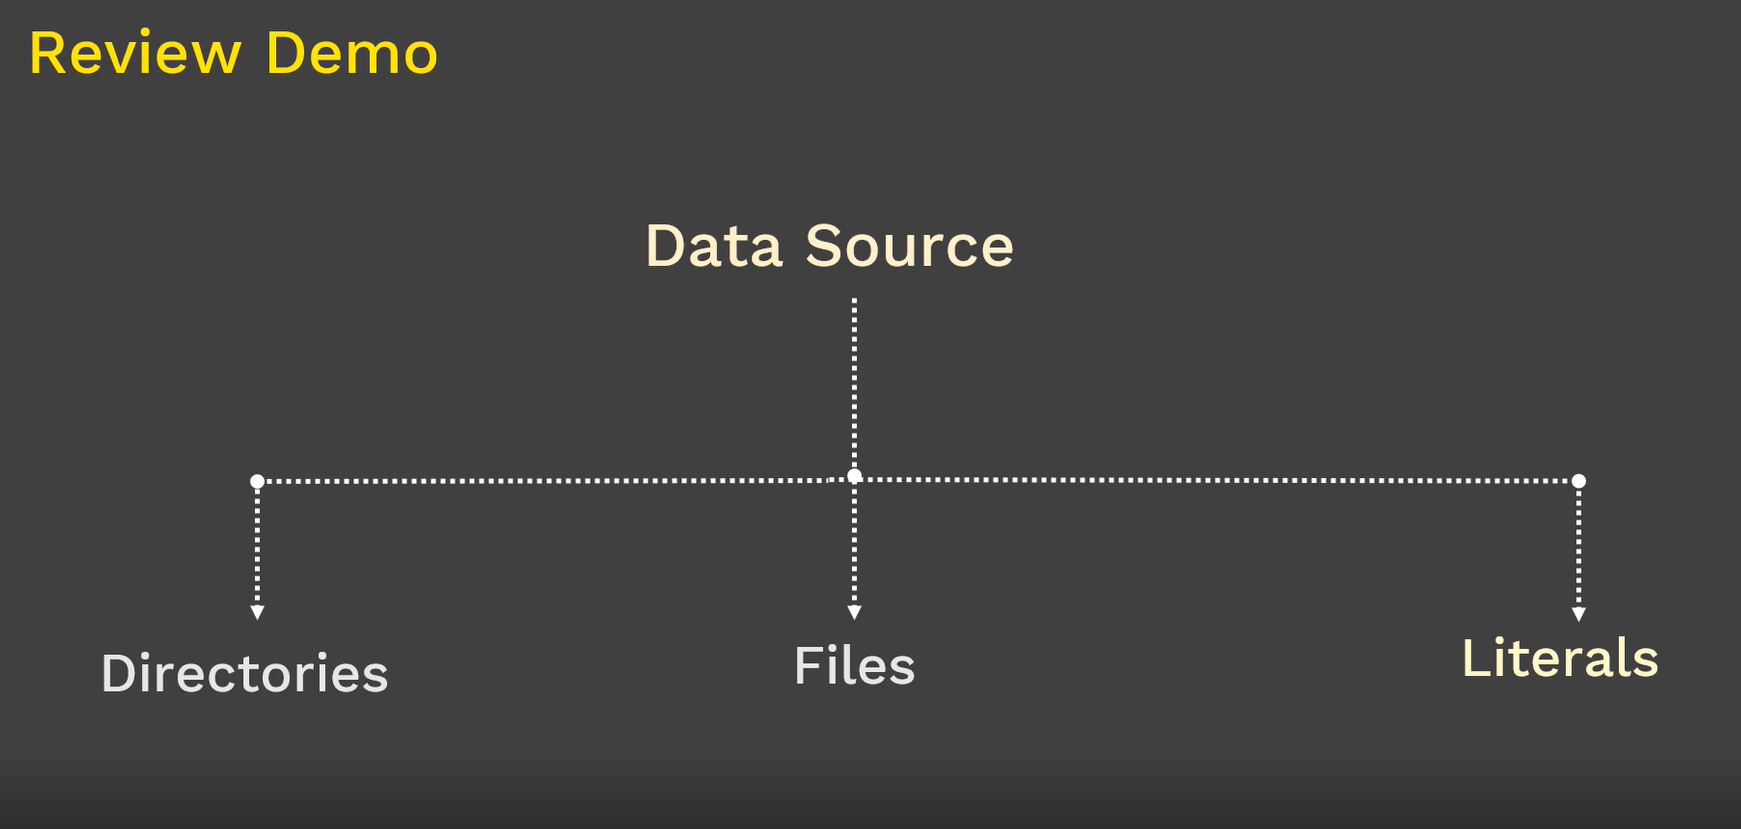 Review Demo
Data Source
Directories
Files
Literals